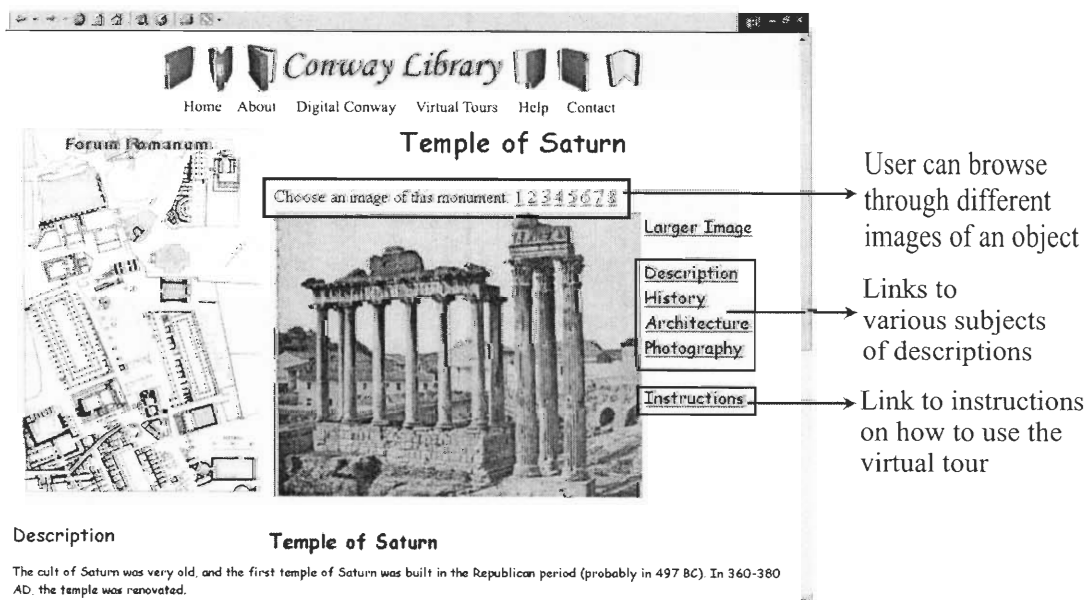 Conway Library
Home About Digital Conway Virtual Tours Help Contact
Forum Romanum
Temple of Saturn
Choose an image of this monument: 1 2 3 4 5 6 7 8
Larger Image
Description
History
Architecture
Photography
Instructions
User can browse
through different
images of an object
Links to
various subjects
of descriptions
Link to instructions
on how to use the
virtual tour
Description
Temple of Saturn
The cult of Saturn was very old, and the first temple of Saturn was built in the Republican period (probably in 497 BC). In 360-380
AD, the temple was renovated.